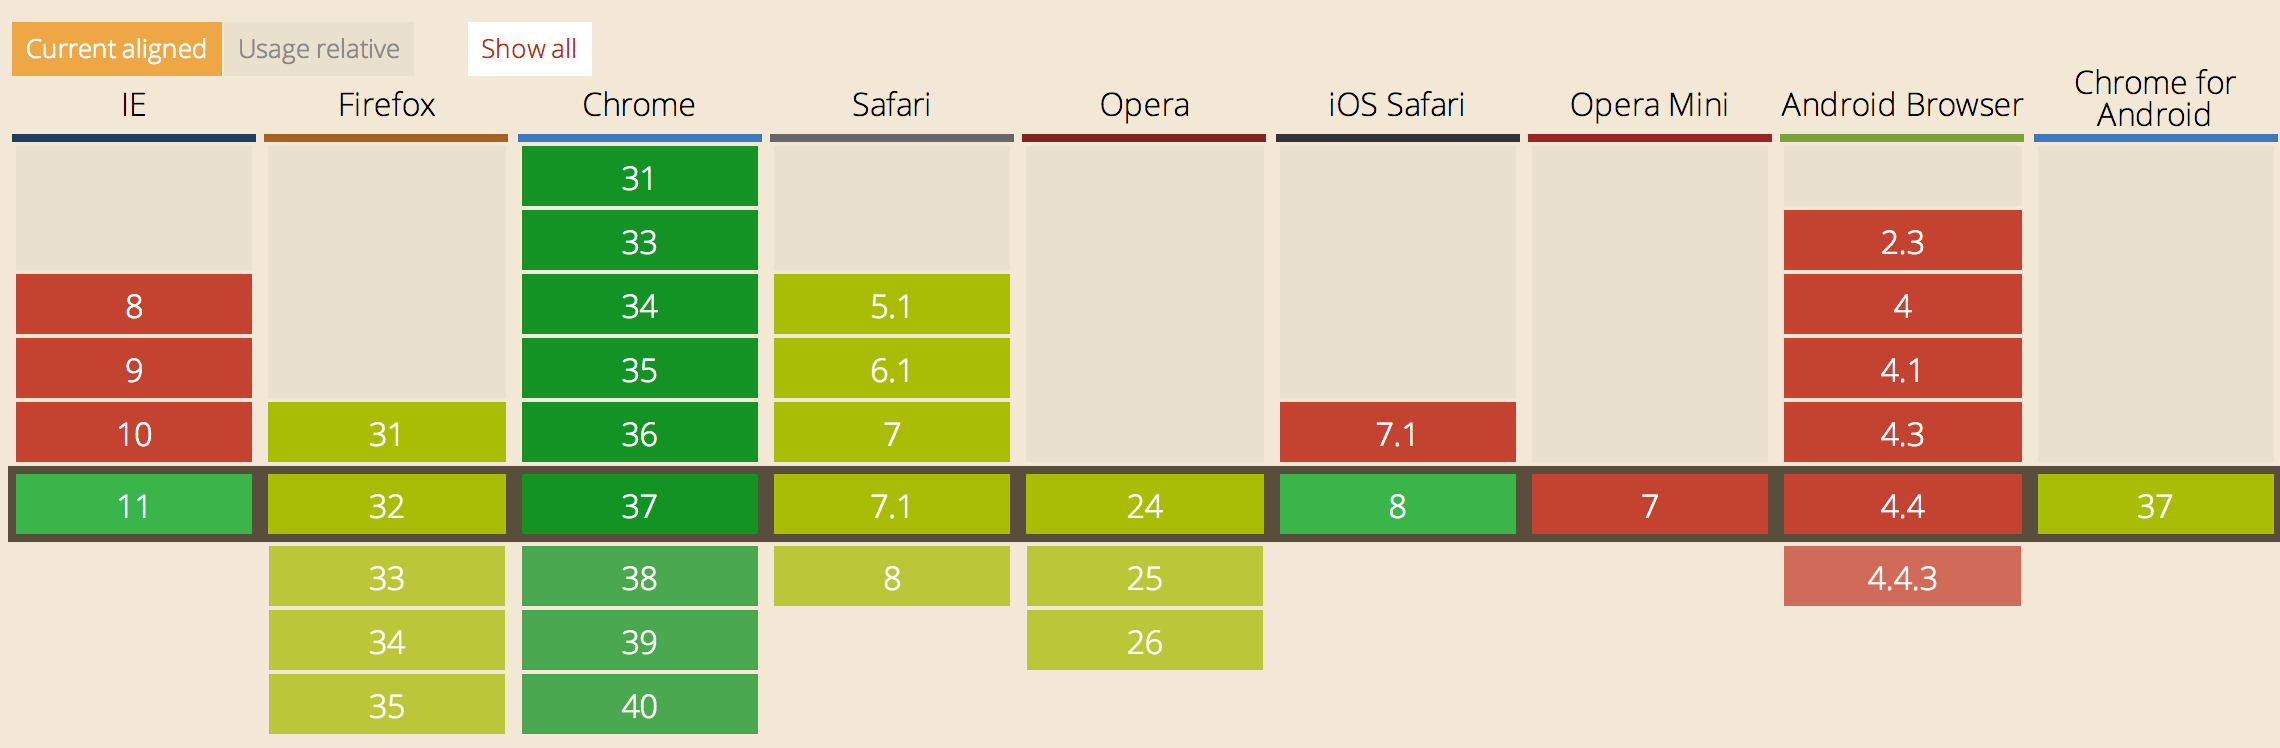 Current aligned Usage relative Show all
IE Firefox Chrome Safari Opera iOS Safari Opera Mini Android Browser Chrome for
Android
31
33 2.3
8 34 5.1 4
9 35 6.1 4.1
10 31 36 7 7.1 4.3
11 32 37 7.1 24 8 7 4.4 37
33 38 8 25 4.4.3
34 39 26
35 40